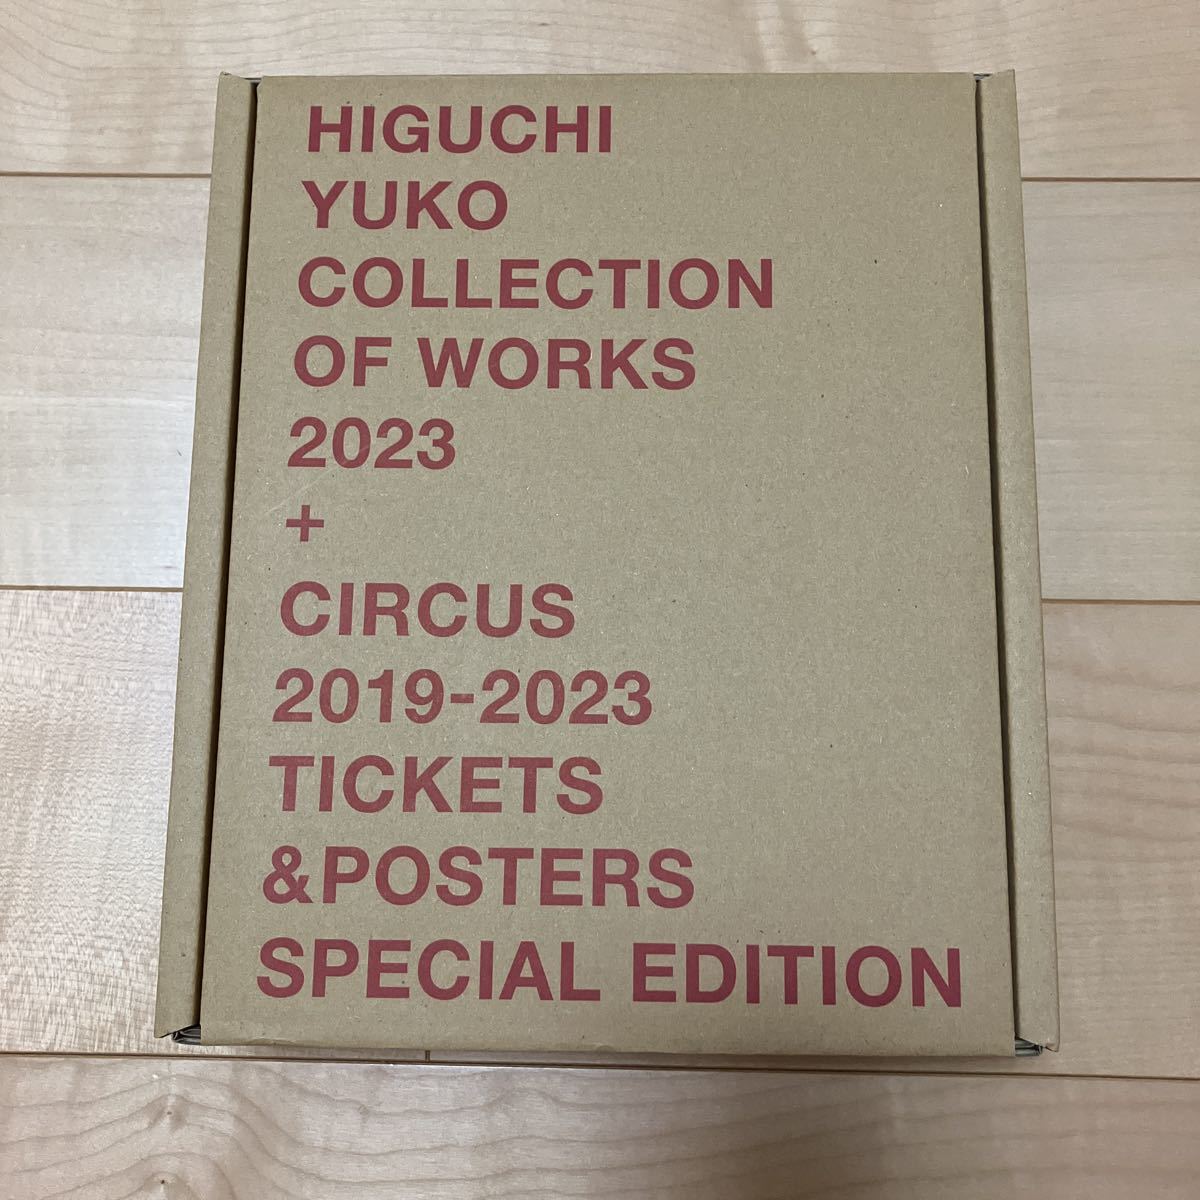 HIGUCHI
YUKO
COLLECTION
OF WORKS
2023
+
CIRCUS
2019-2023
TICKETS
&POSTERS
SPECIAL EDITION